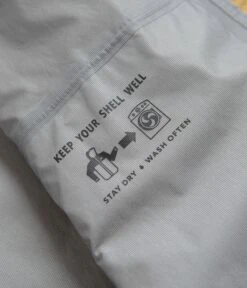 KEEP YOUR SHELL WELL
STAY DRY + WASH OFTEN